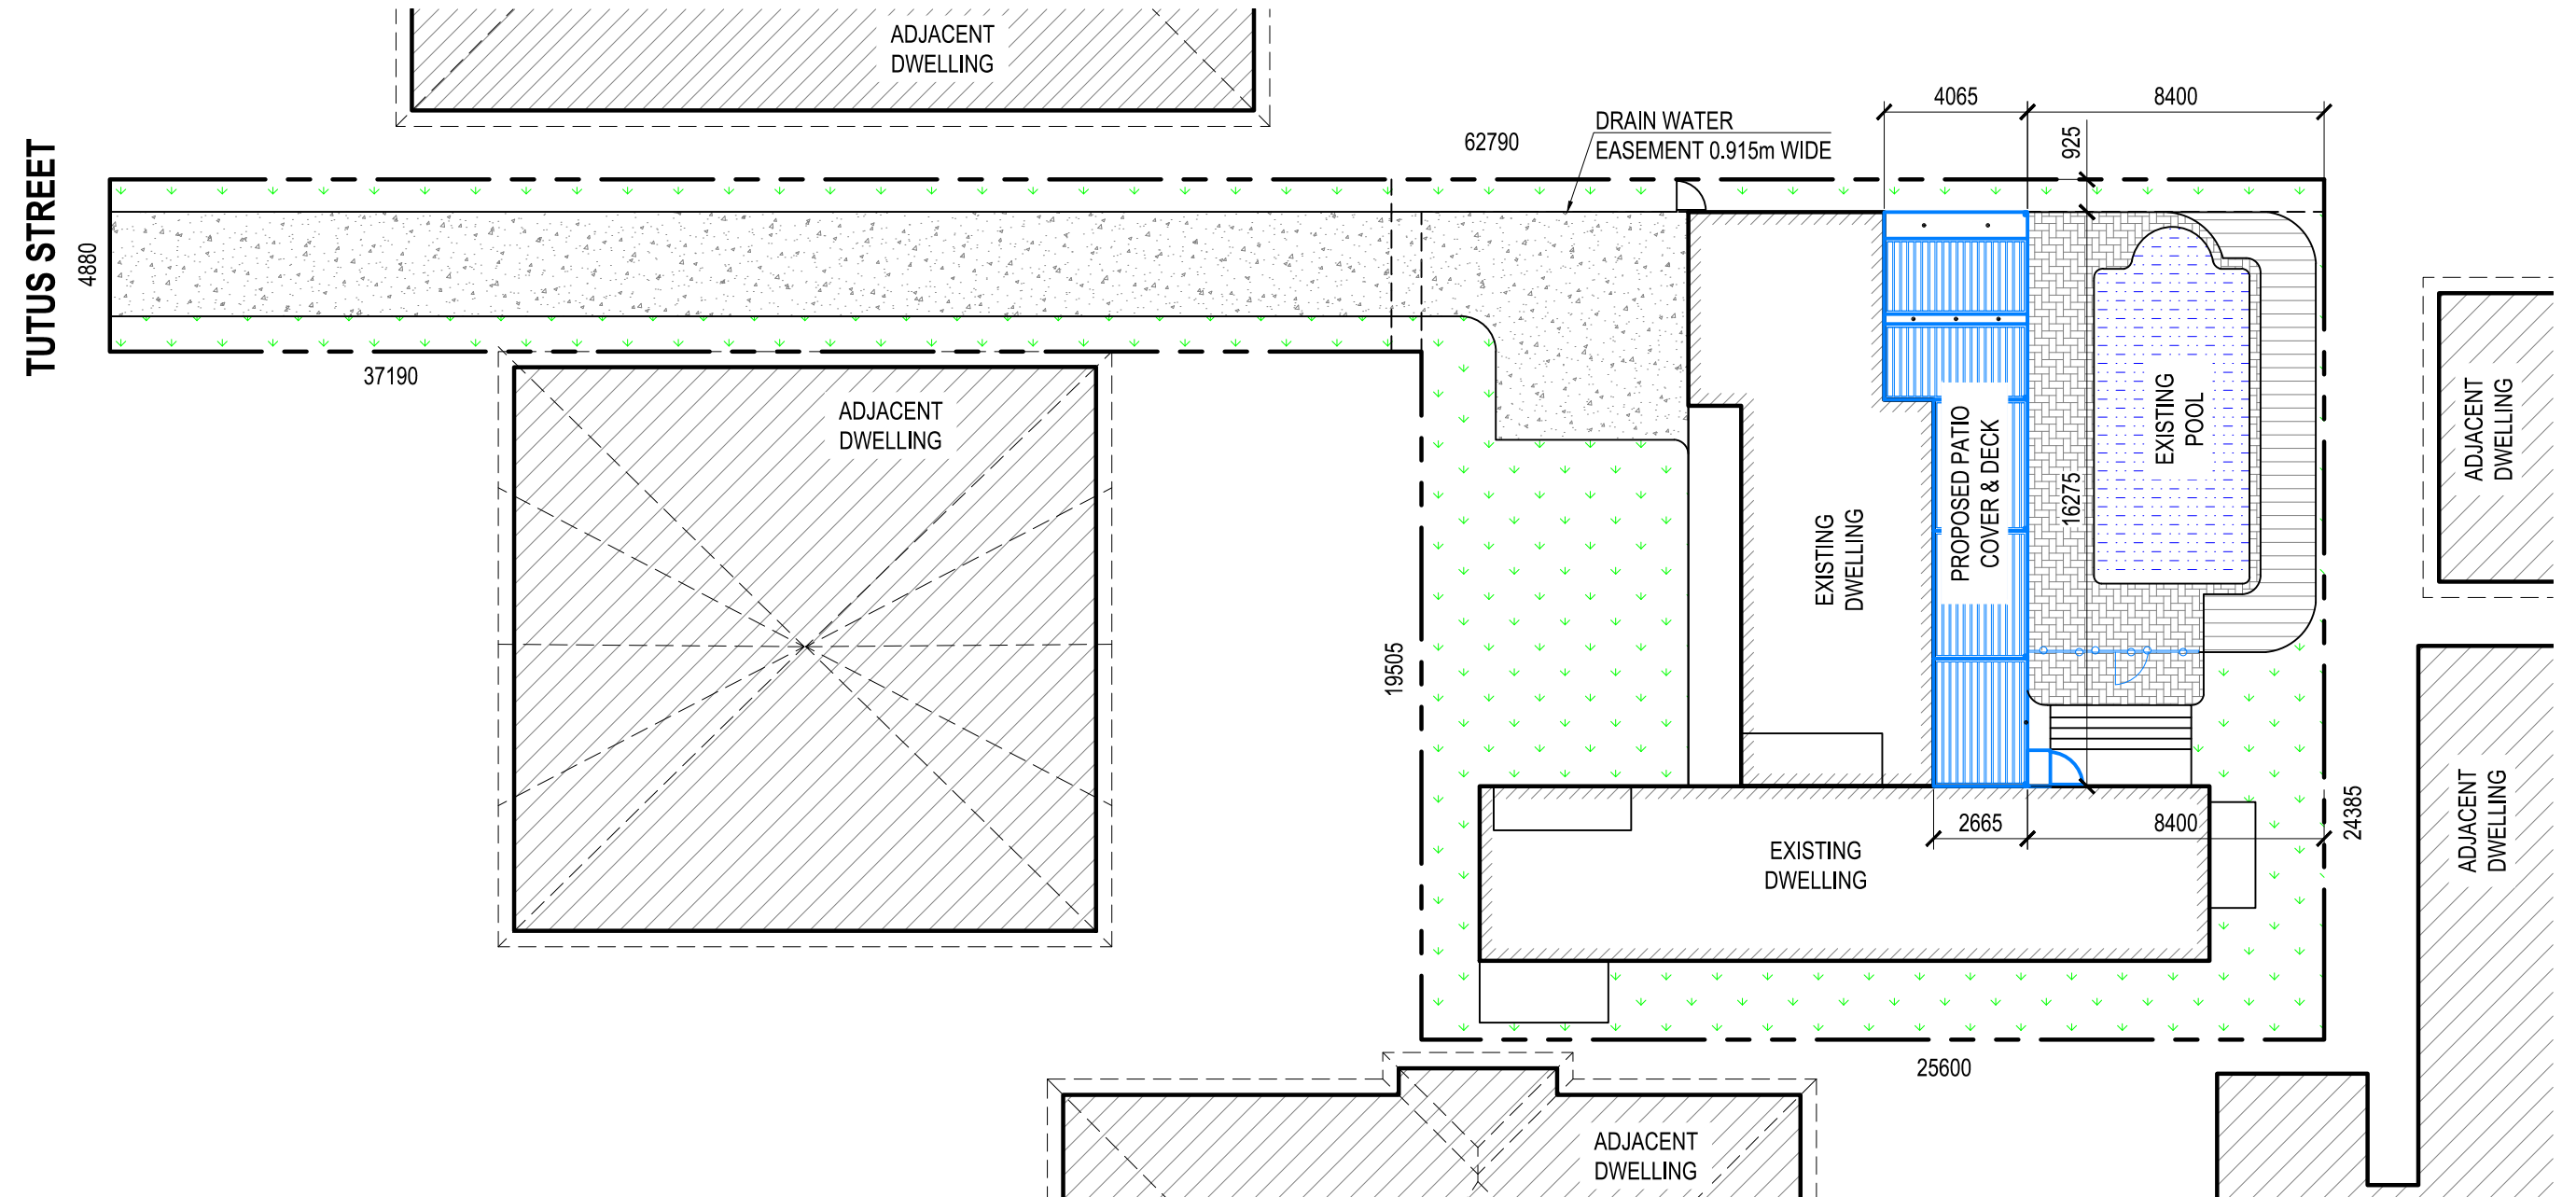 ADJACENT
DWELLING
TUTUS STREET
4880
62790
DRAIN WATER
EASEMENT 0.915m WIDE
4065
8400
925
37190
ADJACENT
DWELLING
19505
EXISTING
DWELLING
PROPOSED PATIO
COVER & DECK
16275
EXISTING
POOL
ADJACENT
DWELLING
2665
8400
24385
EXISTING
DWELLING
ADJACENT
DWELLING
25600
ADJACENT
DWELLING